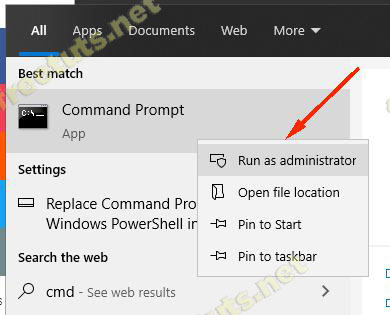 All Apps Documents Web More
Best match
C:\.
Command Prompt
App
Run as administrator
Open file location
Pin to Start
Pin to taskbar
Settings
Replace Command Pro
Windows PowerShell in
Search the web
cmd - See web results
freetuts.net
freetuts.net